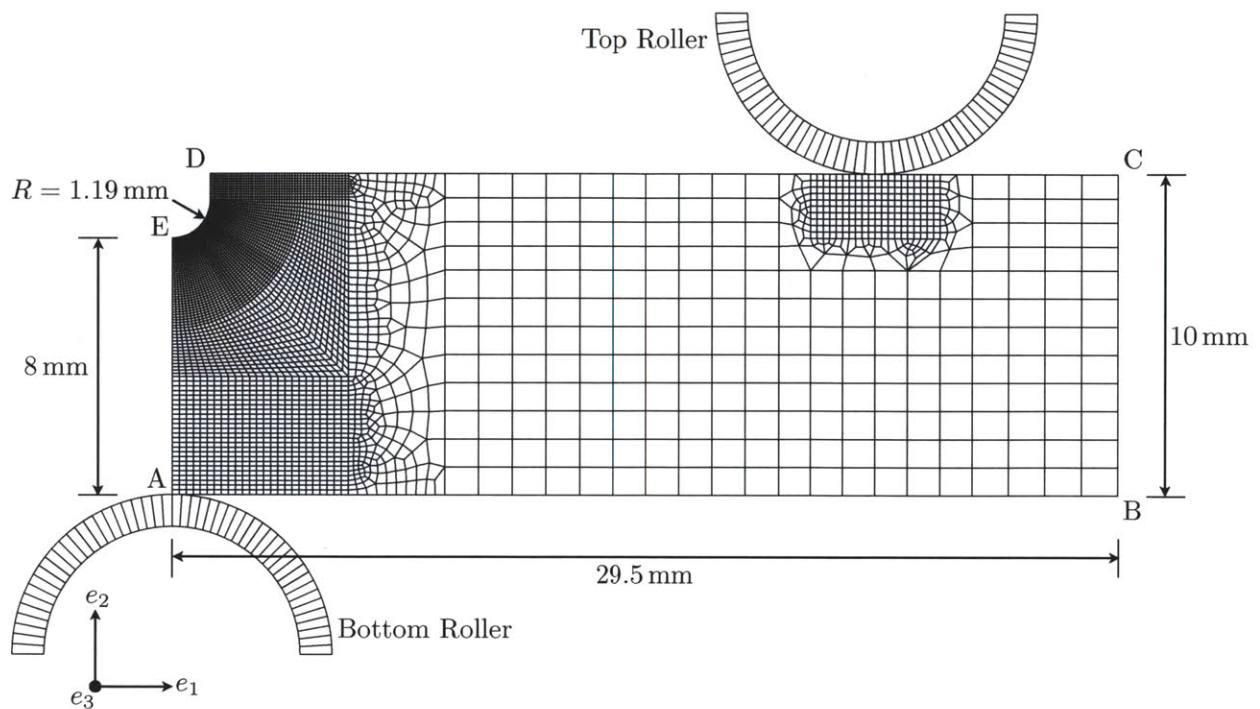 Top Roller
D
C
R = 1.19 mm
E
8 mm
10 mm
A
B
29.5 mm
e₂
Bottom Roller
e₁
e₃